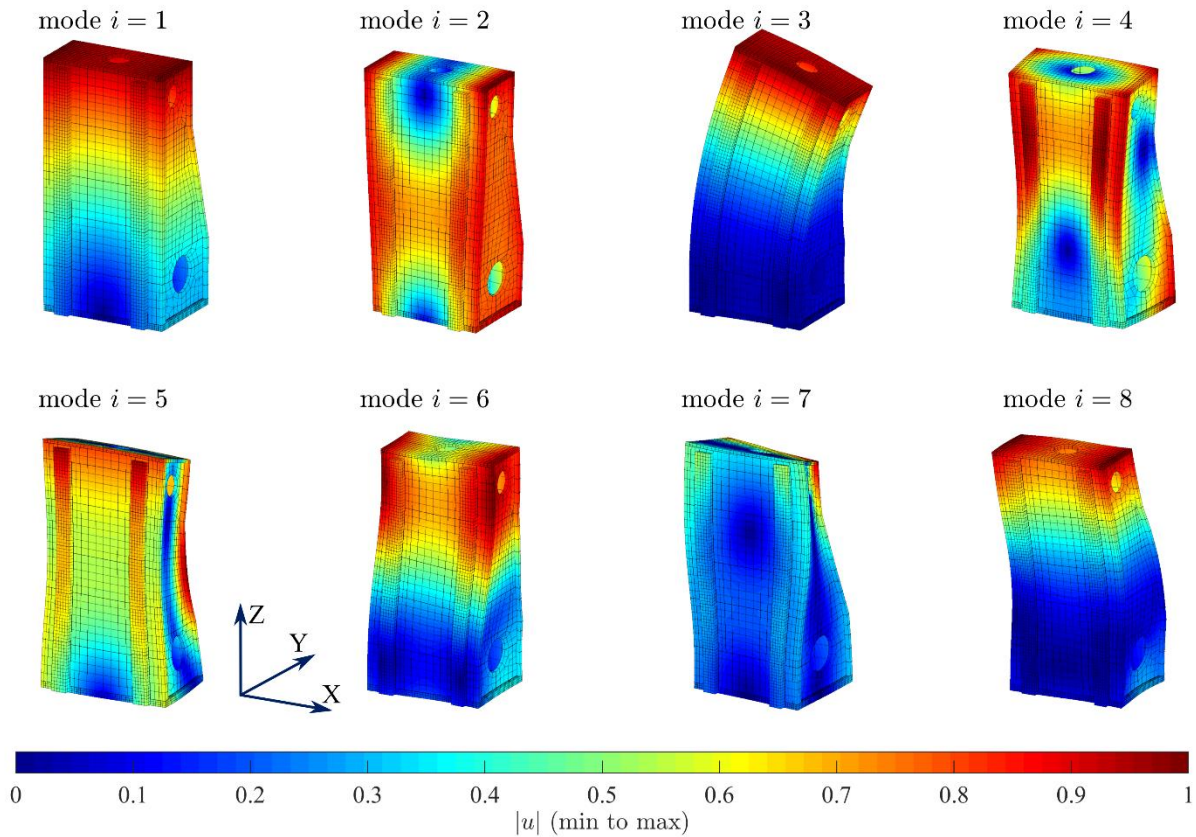 mode i = 1
mode i = 2
mode i = 3
mode i = 4
mode i = 5
mode i = 6
mode i = 7
mode i = 8
Z
Y
X
0 0.1 0.2 0.3 0.4 0.5 0.6 0.7 0.8 0.9 1
|u| (min to max)